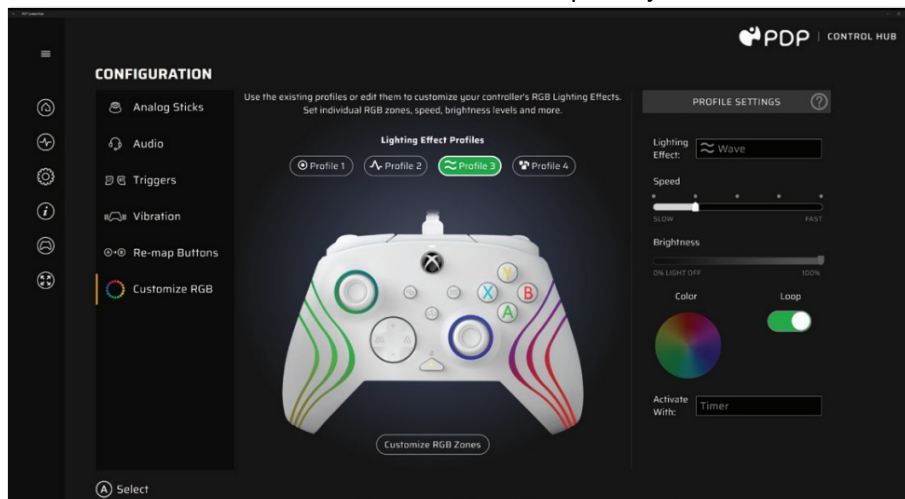 PDP | CONTROL HUB
CONFIGURATION
Analog Sticks
Audio
Triggers
Vibration
Re-map Buttons
Customize RGB
Use the existing profiles or edit them to customize your controller's RGB Lighting Effects.
Set individual RGB zones, speed, brightness levels and more.
Lighting Effect Profiles
Profile 1
Profile 2
Profile 3
Profile 4
Y
X
B
A
Customize RGB Zones
PROFILE SETTINGS ?
Lighting
Effect:
Wave
Speed
SLOW
FAST
Brightness
0% LIGHT OFF
100%
Color
Loop
Activate
With:
Timer
A Select